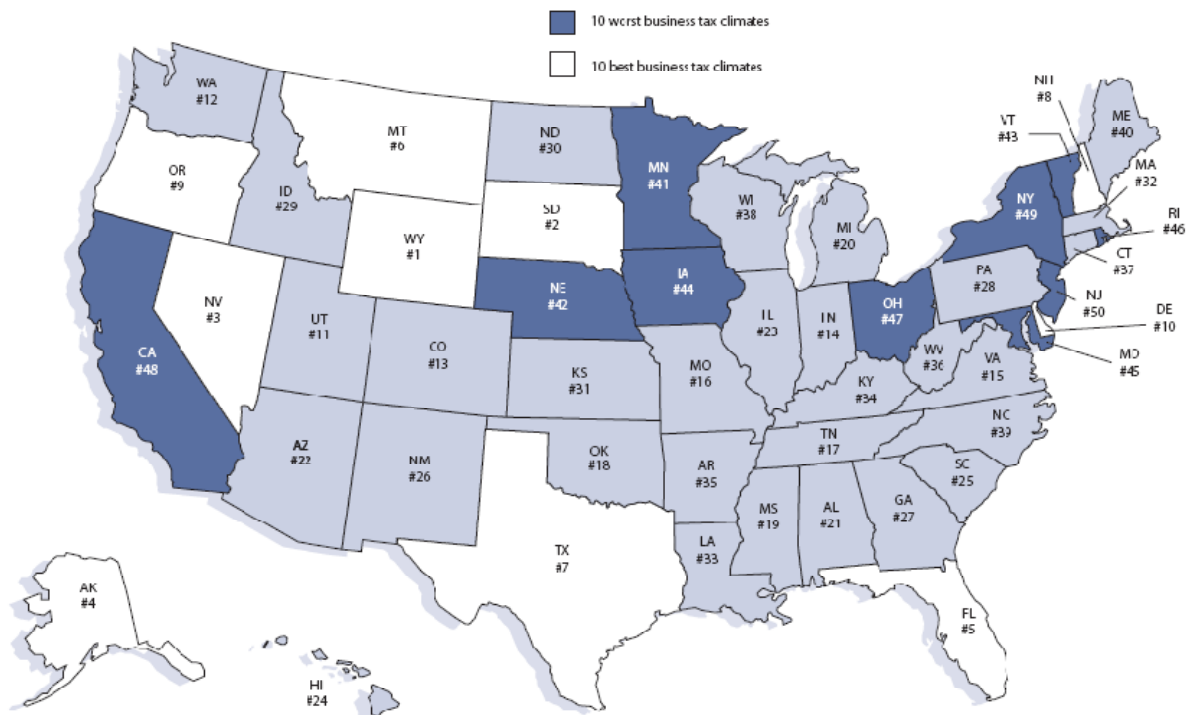 10 worst business tax climates
10 best business tax climates
WA
#12
OR
#9
CA
#48
NV
#3
ID
#29
MT
#6
WY
#1
UT
#11
AZ
#22
CO
#13
NM
#26
ND
#30
SD
#2
NE
#42
KS
#31
OK
#18
TX
#7
MN
#41
IA
#44
MO
#16
AR
#35
LA
#33
WI
#38
IL
#23
MI
#20
IN
#14
OH
#47
KY
#34
TN
#17
MS
#19
AL
#21
GA
#27
FL
#5
SC
#25
NC
#39
VA
#15
WV
#36
PA
#28
NY
#49
VT
#43
NH
#8
ME
#40
MA
#32
RI
#46
CT
#37
NJ
#50
DE
#10
MD
#45
AK
#4
HI
#24